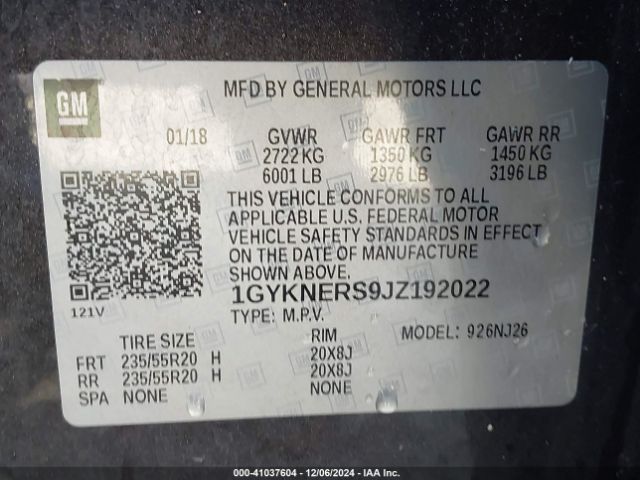 GM
MFD BY GENERAL MOTORS LLC
01/18 GVWR GAWR FRT GAWR RR
2722 KG 1350 KG 1450 KG
6001 LB 2976 LB 3196 LB
THIS VEHICLE CONFORMS TO ALL
APPLICABLE U.S. FEDERAL MOTOR
VEHICLE SAFETY STANDARDS IN EFFECT
ON THE DATE OF MANUFACTURE
SHOWN ABOVE.
1GYKNERS9JZ192022
121V
TYPE: M.P.V.
MODEL: 926NJ26
TIRE SIZE RIM
FRT 235/55R20 H 20X8J
RR 235/55R20 H 20X8J
SPA NONE NONE
000-41037604 - 12/06/2024 - IAA Inc.